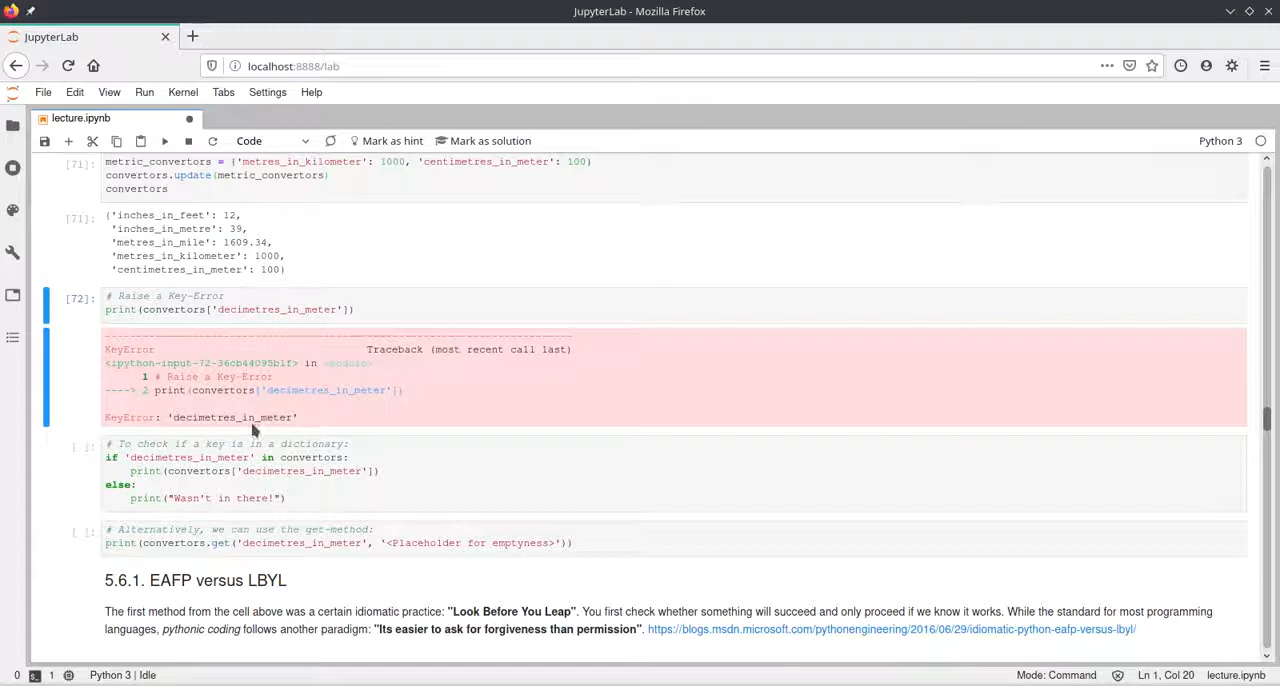 JupyterLab - Mozilla Firefox
JupyterLab
localhost:8888/lab
File Edit View Run Kernel Tabs Settings Help
lecture.ipynb
Code Mark as hint Mark as solution Python 3
[71]: metric_convertors = {'metres_in_kilometer': 1000, 'centimetres_in_meter': 100)
convertors.update(metric_convertors)
convertors
[71]: {'inches_in_feet': 12,
'inches_in_metre': 39,
'metres_in_mile': 1609.34,
'metres_in_kilometer': 1000,
'centimetres_in_meter': 100)
[72]: # Raise a Key-Error
print(convertors['decimetres_in_meter'])
KeyError Traceback (most recent call last)
<ipython-input-72-36cb44095b1f> in <module>
1 # Raise a Key-Error
----> 2 print(convertors['decimetres_in_meter'])
KeyError: 'decimetres_in_meter'
[ ]: # To check if a key is in a dictionary:
if 'decimetres_in_meter' in convertors:
print(convertors['decimetres_in_meter'])
else:
print("Wasn't in there!")
[ ]: # Alternatively, we can use the get-method:
print(convertors.get('decimetres_in_meter', '<Placeholder for emptyness>'))
5.6.1. EAFP versus LBYL
The first method from the cell above was a certain idiomatic practice: "Look Before You Leap". You first check whether something will succeed and only proceed if we know it works. While the standard for most programming
languages, pythonic coding follows another paradigm: "Its easier to ask for forgiveness than permission". https://blogs.msdn.microsoft.com/pythonengineering/2016/06/29/idiomatic-python-eafp-versus-lbyl/
0 1 Python 3 | Idle Mode: Command Ln 1, Col 20 lecture.ipynb